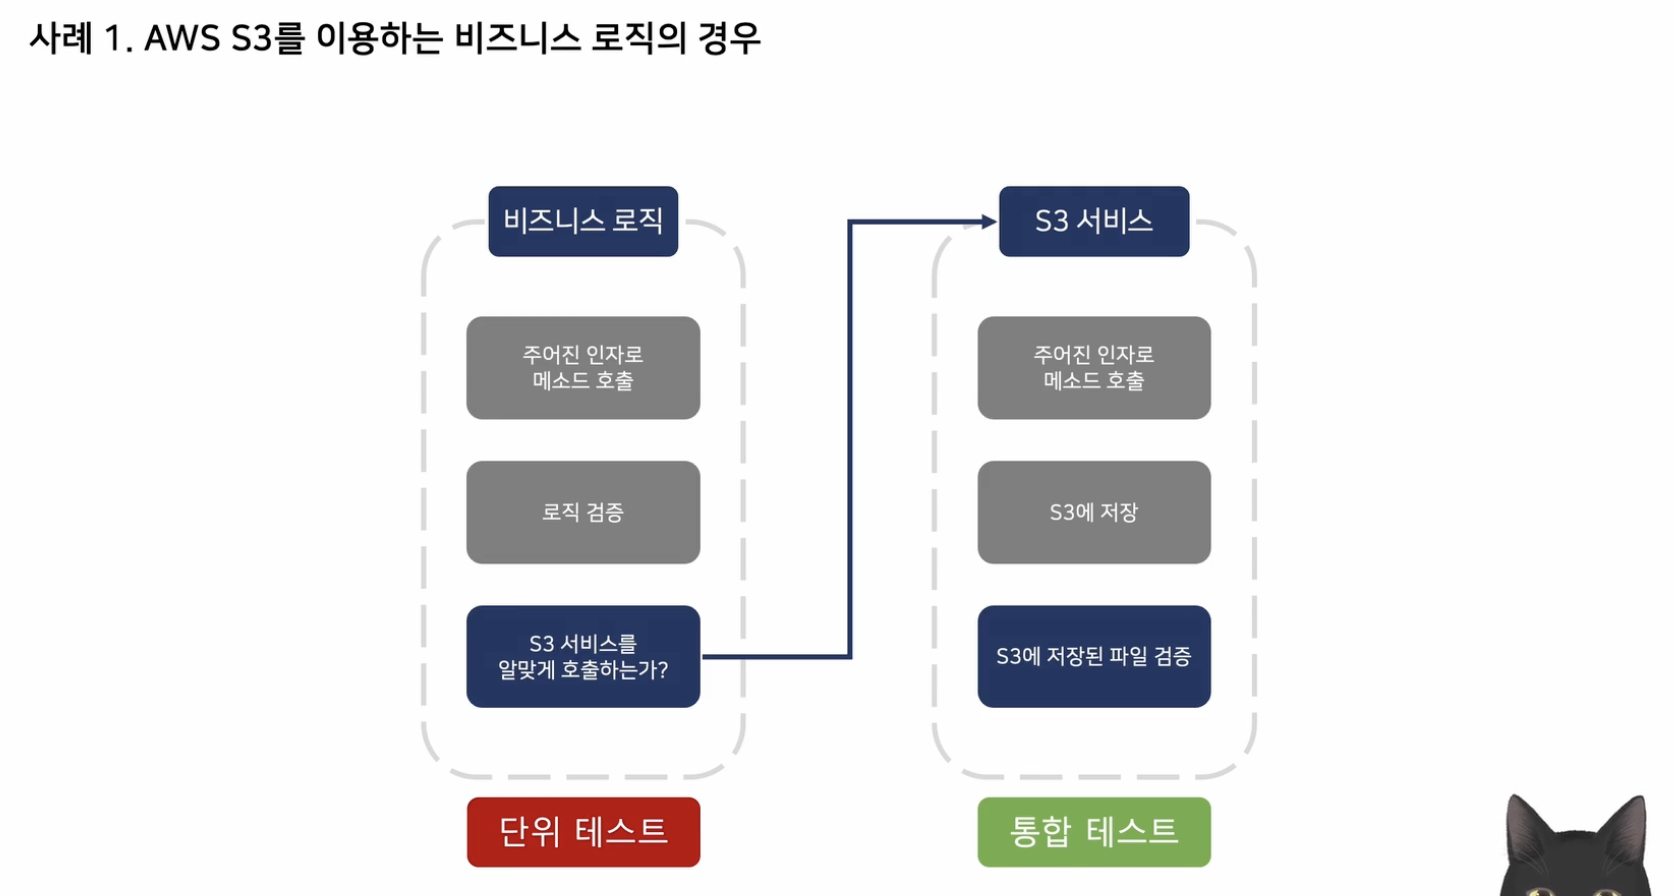 사례 1. AWS S3를 이용하는 비즈니스 로직의 경우
비즈니스 로직
주어진 인자로
메소드 호출
로직 검증
S3 서비스를
알맞게 호출하는가?
단위 테스트
S3 서비스
주어진 인자로
메소드 호출
S3에 저장
S3에 저장된 파일 검증
통합 테스트